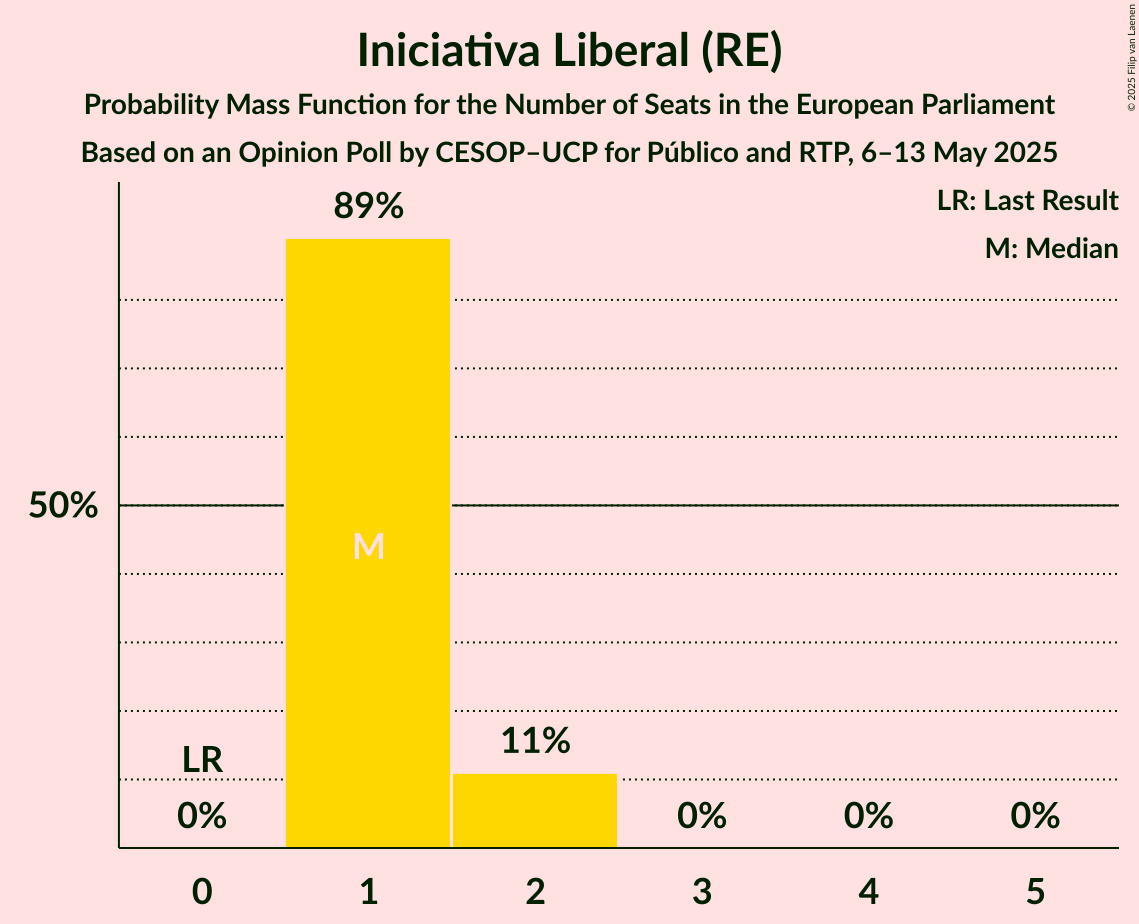 Iniciativa Liberal (RE)
Probability Mass Function for the Number of Seats in the European Parliament
Based on an Opinion Poll by CESOP–UCP for Público and RTP, 6–13 May 2025
© 2025 Filip van Laenen
LR: Last Result
M: Median
89%
50%
M
11%
LR
0%
0%
0%
0%
0
1
2
3
4
5